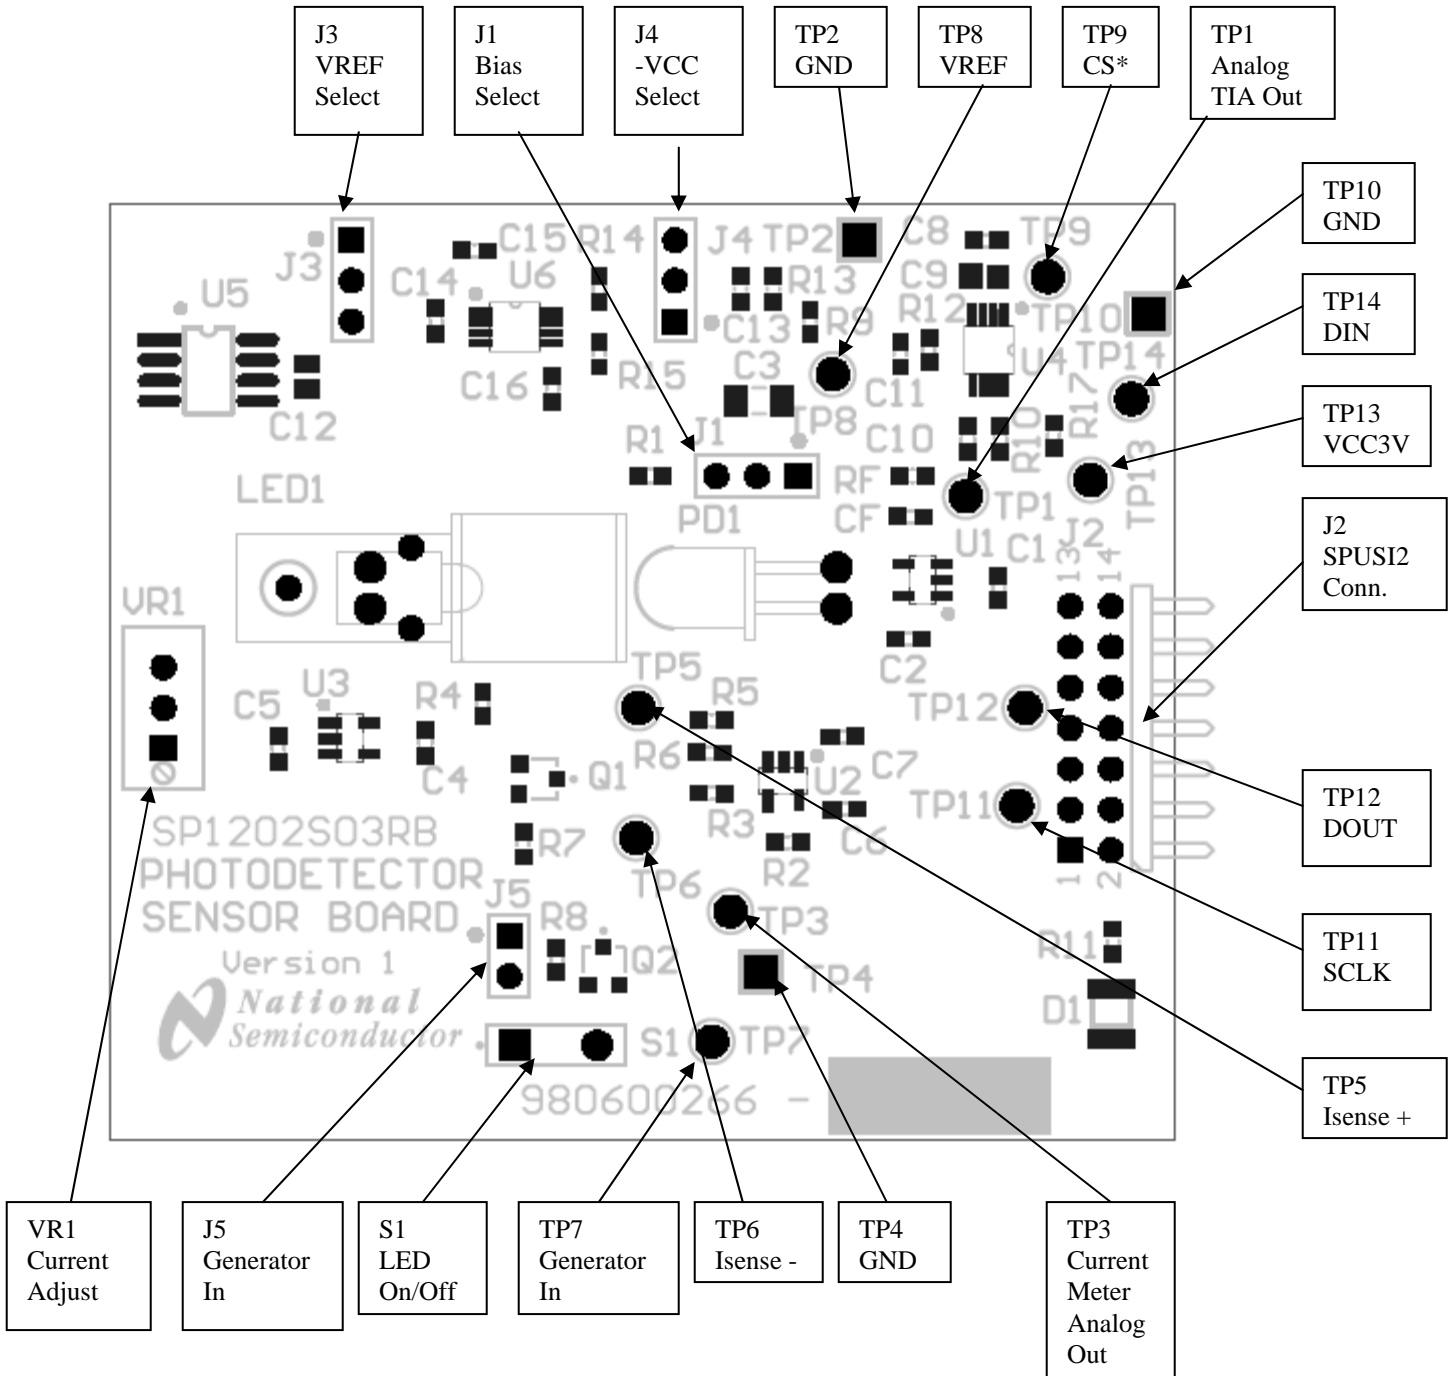 J3
VREF
Select
J1
Bias
Select
J4
-VCC
Select
TP2
GND
TP8
VREF
TP9
CS*
TP1
Analog
TIA Out
TP10
GND
TP14
DIN
TP13
VCC3V
J2
SPUSI2
Conn.
TP12
DOUT
TP11
SCLK
TP5
Isense +
J3
U5
C14
C15
U6
R14
J4
TP2
C8
TP9
C9
R13
R12
TP10
C13
R9
U4
TP14
C12
C16
R15
C3
C11
R17
J1
TP8
R1
C10
R10
TP13
LED1
RF
PD1
CF
TP1
J2
U1
C1
13
14
VR1
C2
TP5
U3
R4
C5
R5
TP12
R6
C7
C4
Q1
U2
TP11
R3
C6
SP1202S03RB
R7
PHOTODETECTOR
J5
TP6
R2
1
2
SENSOR BOARD
R8
TP3
R11
Version 1
Q2
TP4
National
Semiconductor
D1
S1
TP7
980600266 -
VR1
Current
Adjust
J5
Generator
In
S1
LED
On/Off
TP7
Generator
In
TP6
Isense -
TP4
GND
TP3
Current
Meter
Analog
Out